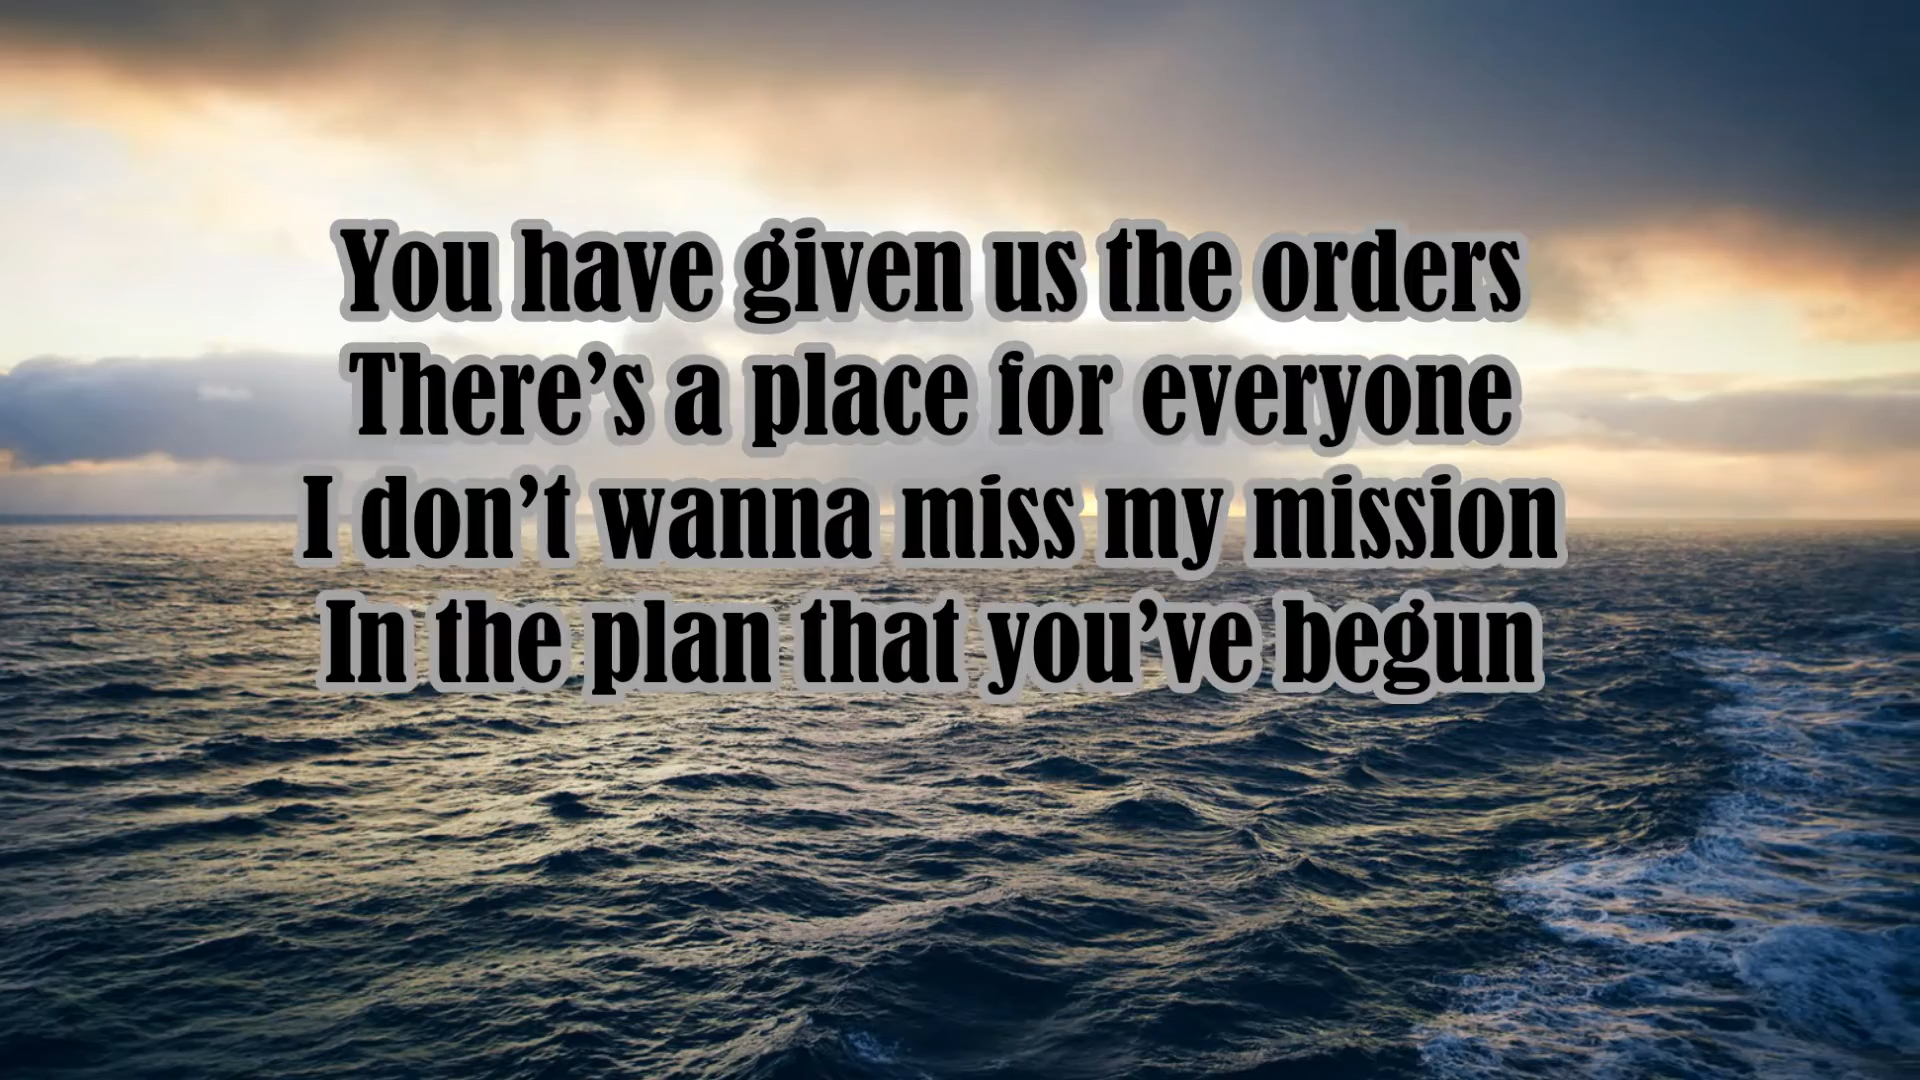 You have given us the orders
There’s a place for everyone
I don’t wanna miss my mission
In the plan that you’ve begun